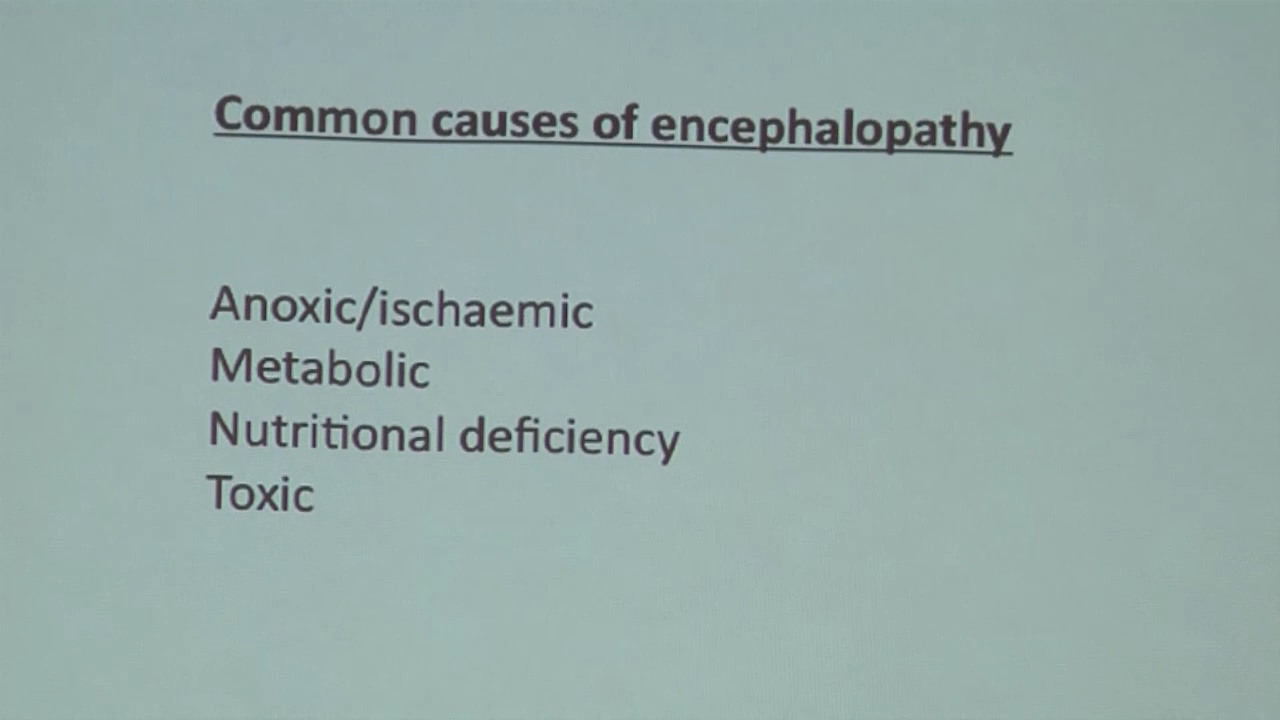 Common causes of encephalopathy
Anoxic/ischaemic
Metabolic
Nutritional deficiency
Toxic